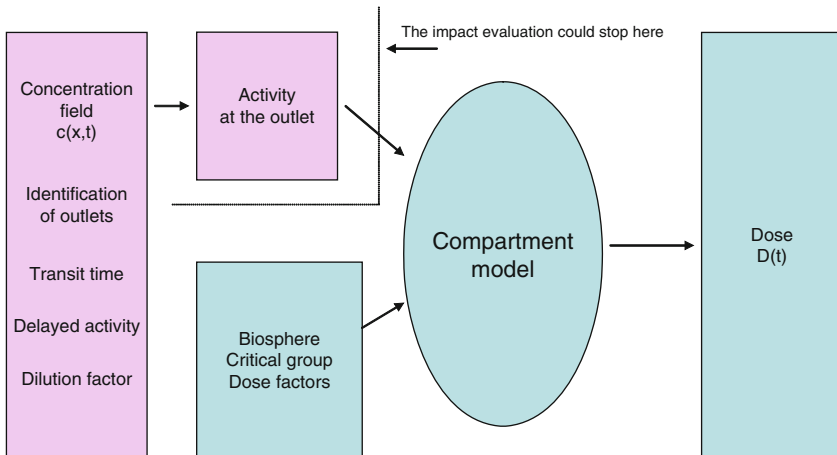 The impact evaluation could stop here
Concentration
field
c(x,t)
Identification
of outlets
Transit time
Delayed activity
Dilution factor
Activity
at the outlet
Biosphere
Critical group
Dose factors
Compartment
model
Dose
D(t)